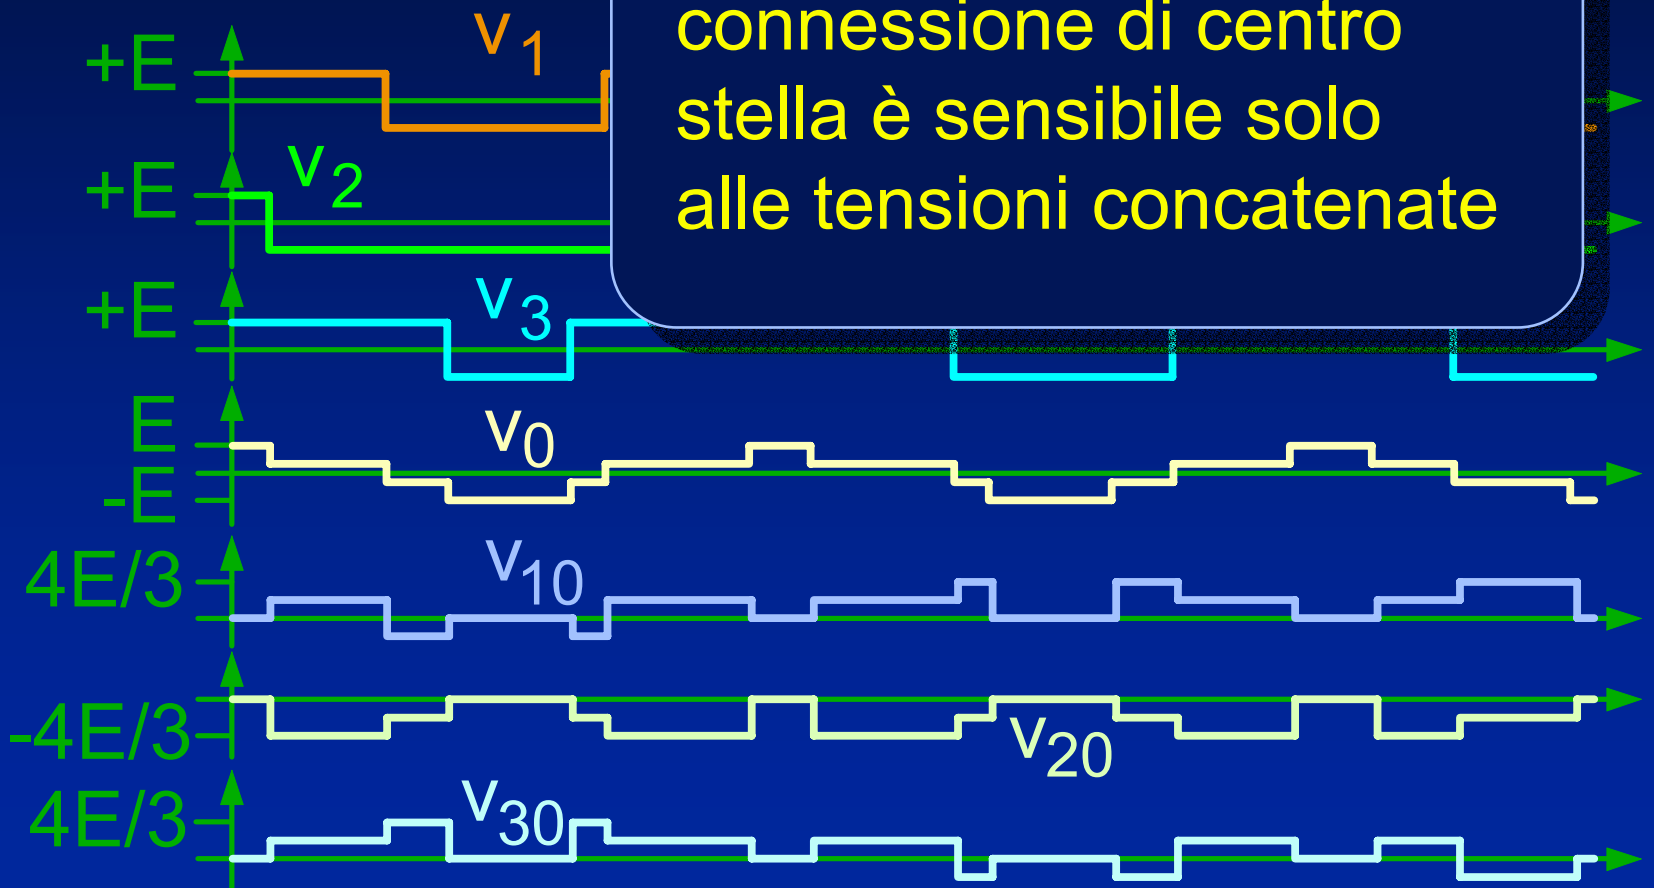 connessione di centro
stella è sensibile solo
alle tensioni concatenate
+E
v1
+E
v2
+E
v3
E
v0
-E
4E/3
v10
-4E/3
v20
4E/3
v30